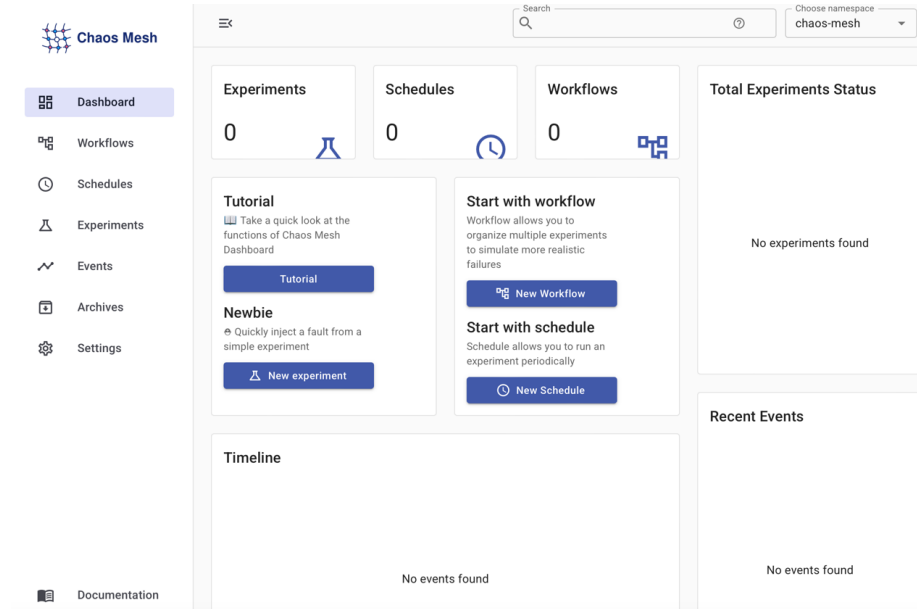 Chaos Mesh
Dashboard
Workflows
Schedules
Experiments
Events
Archives
Settings
Documentation
Search
Choose namespace
chaos-mesh
Experiments
0
Schedules
0
Workflows
0
Tutorial
📖 Take a quick look at the
functions of Chaos Mesh
Dashboard
Tutorial
Newbie
Quickly inject a fault from a
simple experiment
New experiment
Start with workflow
Workflow allows you to
organize multiple experiments
to simulate more realistic
failures
New Workflow
Start with schedule
Schedule allows you to run an
experiment periodically
New Schedule
Timeline
No events found
Total Experiments Status
No experiments found
Recent Events
No events found